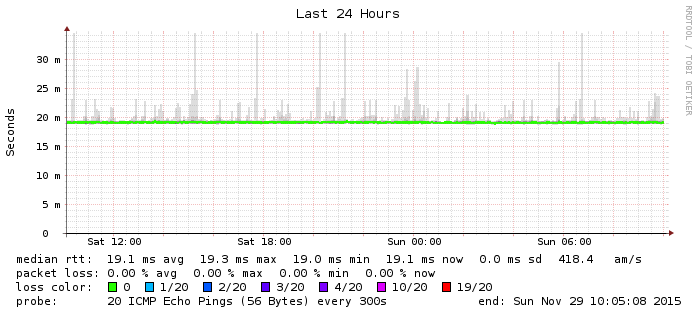 Last 24 Hours
RRDTOOL / TOBI OETIKER
Seconds
30 m
25 m
20 m
15 m
10 m
5 m
0
Sat 12:00 Sat 18:00 Sun 00:00 Sun 06:00
median rtt: 19.1 ms avg 19.3 ms max 19.0 ms min 19.1 ms now 0.0 ms sd 418.4 am/s
packet loss: 0.00 % avg 0.00 % max 0.00 % min 0.00 % now
loss color: 0 1/20 2/20 3/20 4/20 10/20 19/20
probe: 20 ICMP Echo Pings (56 Bytes) every 300s end: Sun Nov 29 10:05:08 2015